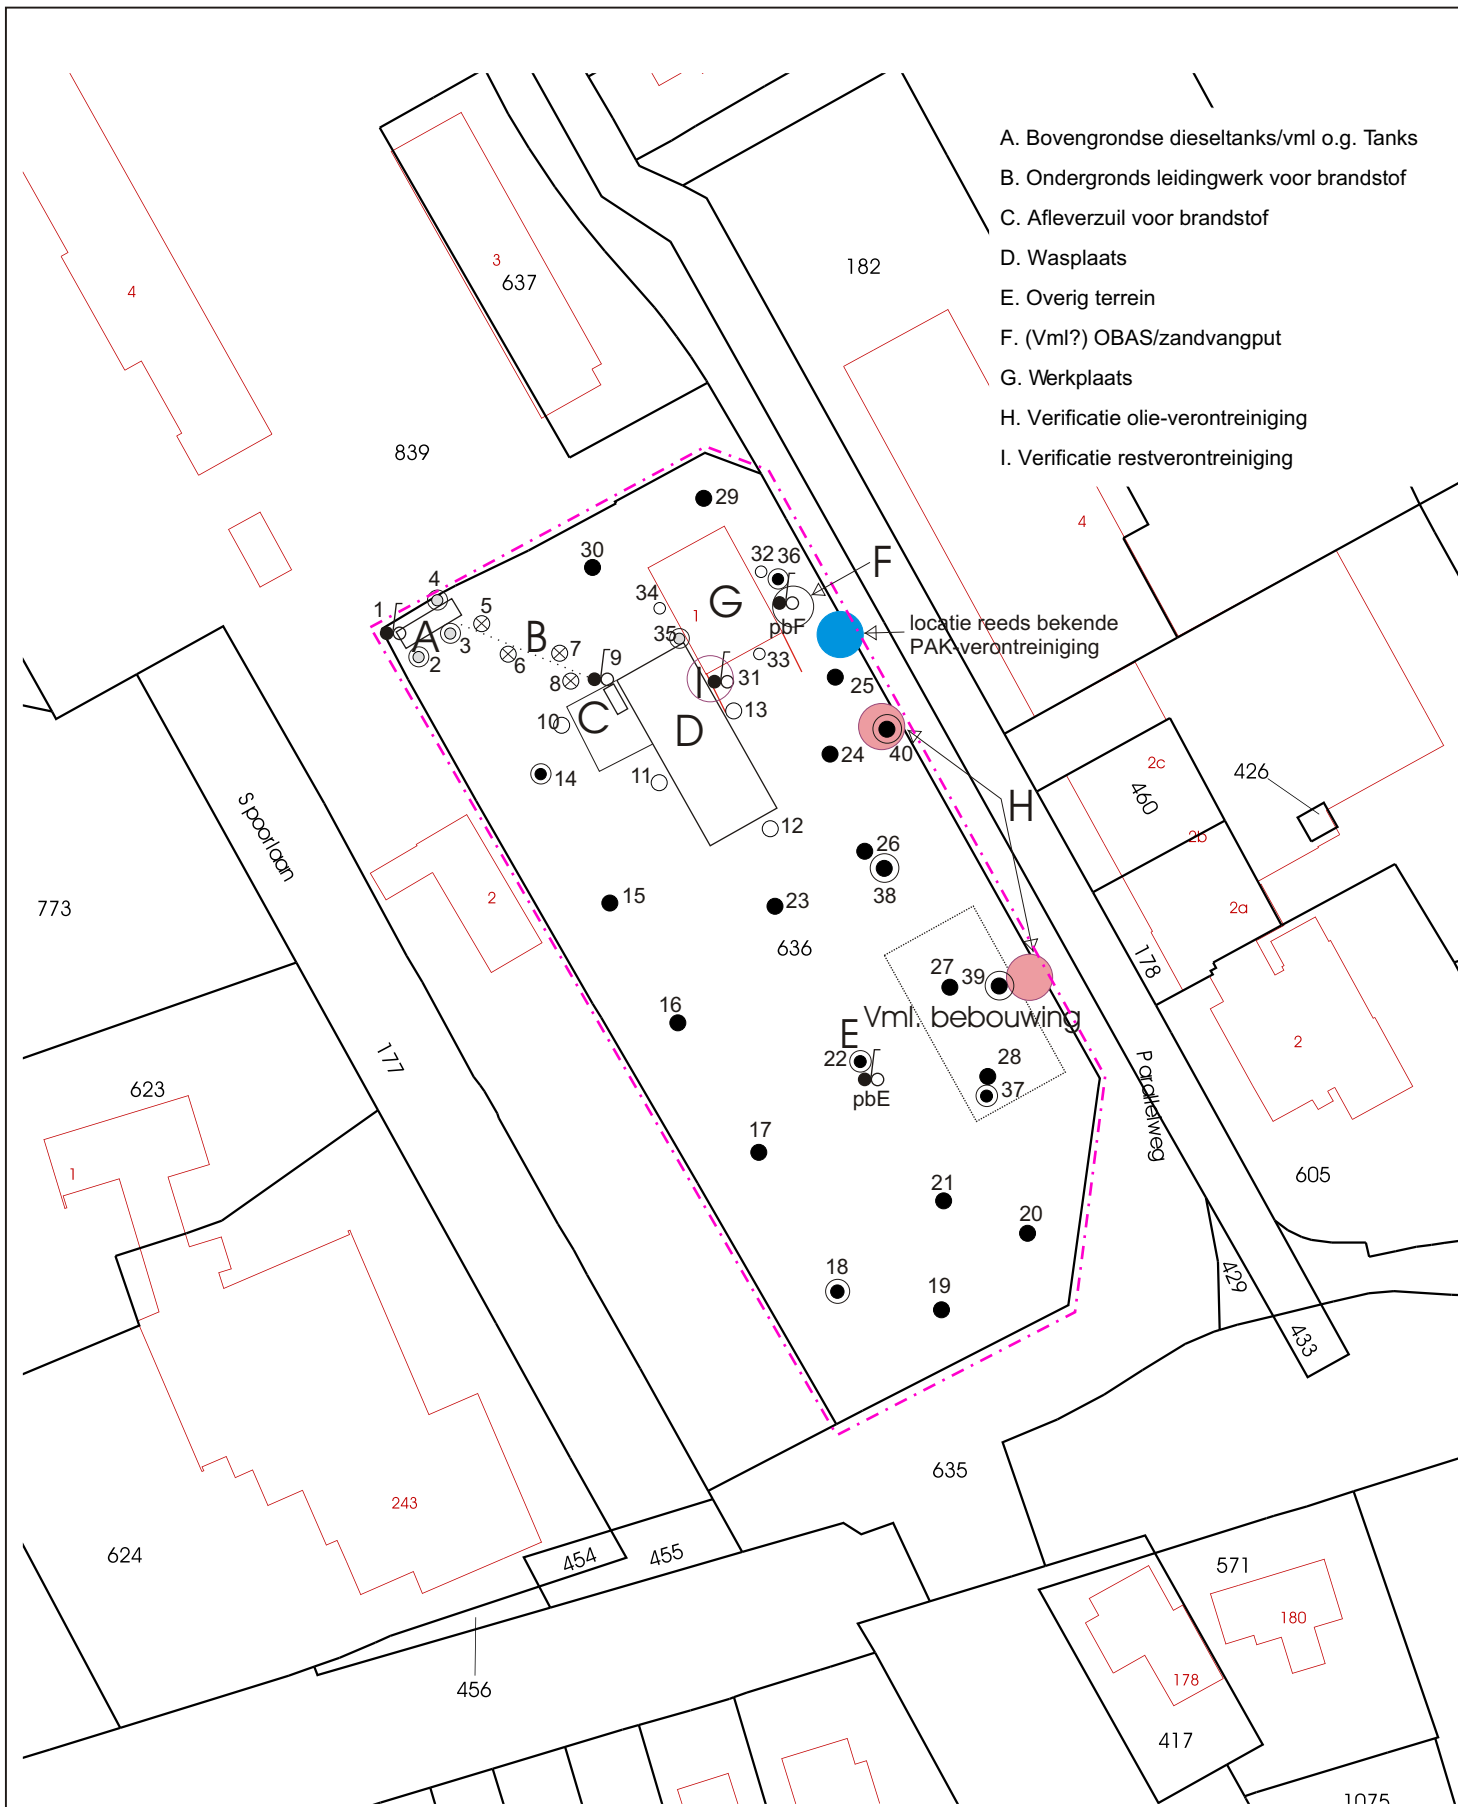 A. Bovengrondse dieseltanks/vml o.g. Tanks
B. Ondergronds leidingwerk voor brandstof
C. Afleverzuil voor brandstof
D. Wasplaats
E. Overig terrein
F. (Vml?) OBAS/zandvangput
G. Werkplaats
H. Verificatie olie-verontreiniging
I. Verificatie restverontreiniging
182
3
637
4
839
4
29
30
32
36
F
4
34
G
1
pbF
locatie reeds bekende
PAK-verontreiniging
1
A
5
B
35
3
2
6
7
33
8
9
I
31
25
13
10
C
D
40
24
14
11
H
2c
460
426
12
2b
26
38
Spoorlaan
2
15
23
2a
773
636
178
27
39
Vml. bebouwing
16
E
22
pbE
28
37
2
177
Parallelweg
623
17
1
605
21
20
18
19
429
433
635
243
624
454
455
571
180
178
456
417
1075